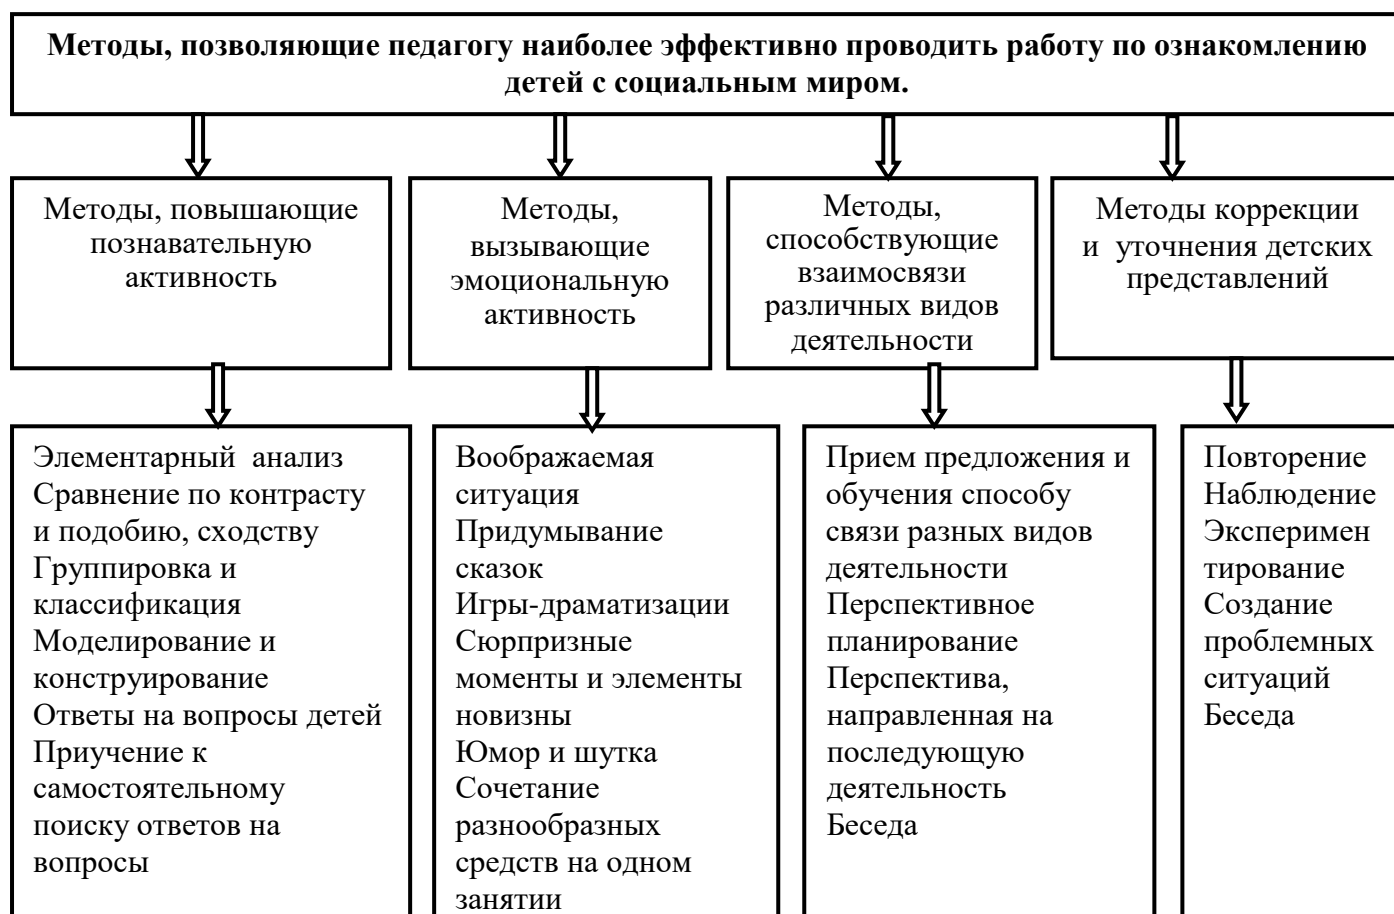 Методы, позволяющие педагогу наиболее эффективно проводить работу по ознакомлению
детей с социальным миром.
Методы, повышающие
познавательную
активность
Методы,
вызывающие
эмоциональную
активность
Методы,
способствующие
взаимосвязи
различных видов
деятельности
Методы коррекции
и  уточнения детских
представлений
Элементарный  анализ
Сравнение по контрасту
и подобию, сходству
Группировка и
классификация
Моделирование и
конструирование
Ответы на вопросы детей
Приучение к
самостоятельному
поиску ответов на
вопросы
Воображаемая
ситуация
Придумывание
сказок
Игры-драматизации
Сюрпризные
моменты и элементы
новизны
Юмор и шутка
Сочетание
разнообразных
средств на одном
занятии
Прием предложения и
обучения способу
связи разных видов
деятельности
Перспективное
планирование
Перспектива,
направленная на
последующую
деятельность
Беседа
Повторение
Наблюдение
Эксперимен
тирование
Создание
проблемных
ситуаций
Беседа